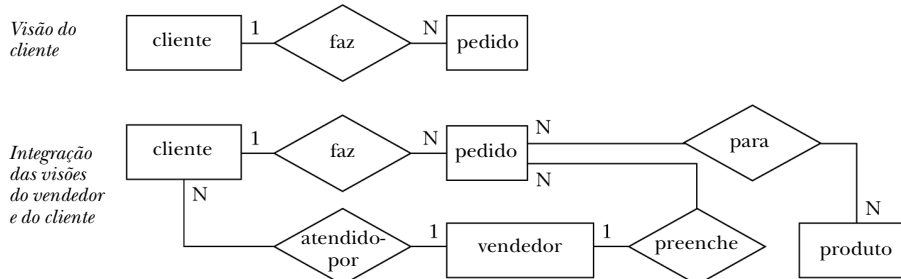 Visão do
cliente
cliente
1
faz
N
pedido
Integração
das visões
do vendedor
e do cliente
cliente
1
faz
N
pedido
N
N
para
N
produto
N
atendido-
por
1
vendedor
1
preenche